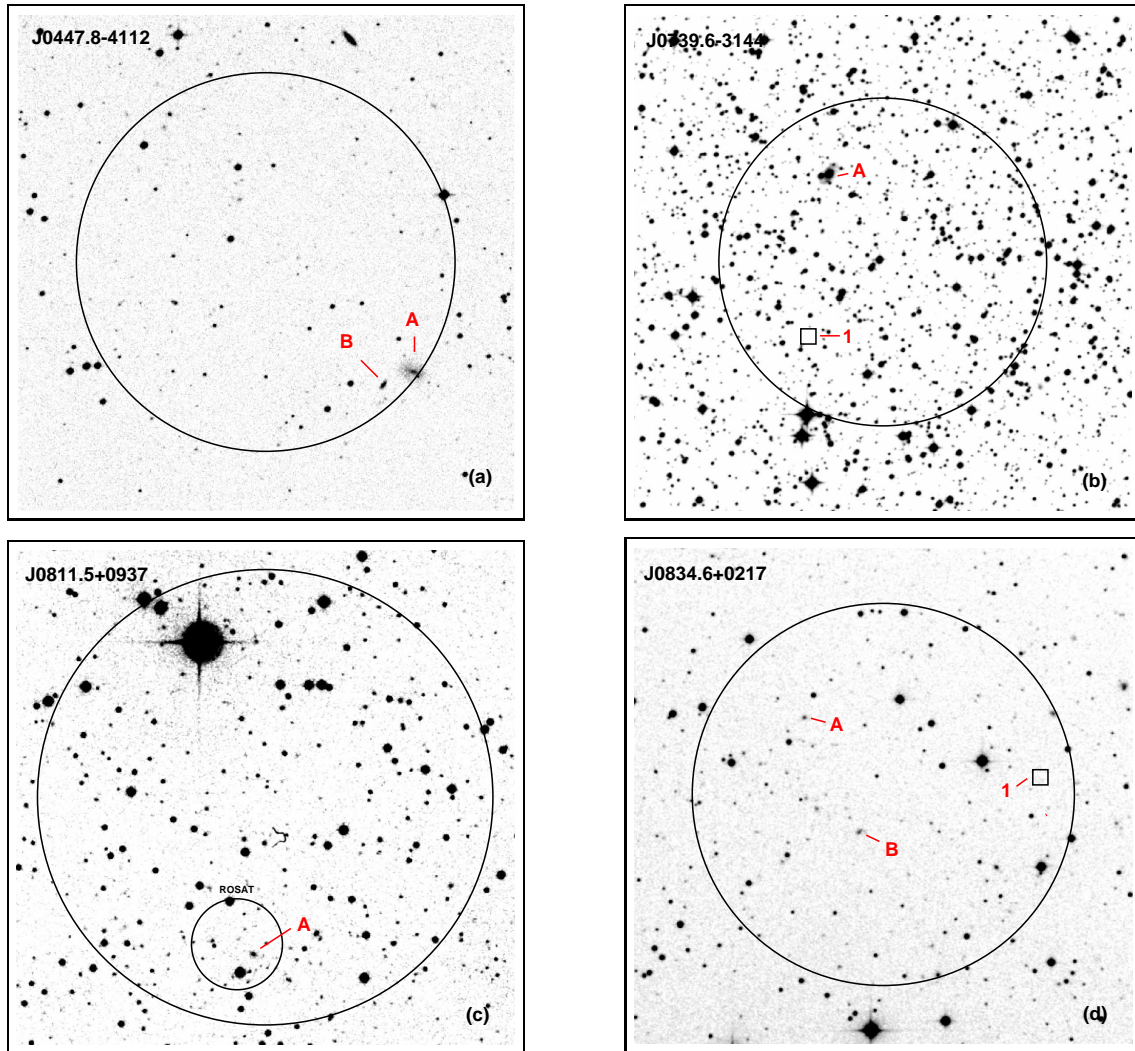 J0447.8-4112
A
B
(a)
J0739.6-3144
A
1
(b)
J0811.5+0937
ROSAT
A
(c)
J0834.6+0217
A
1
B
(d)